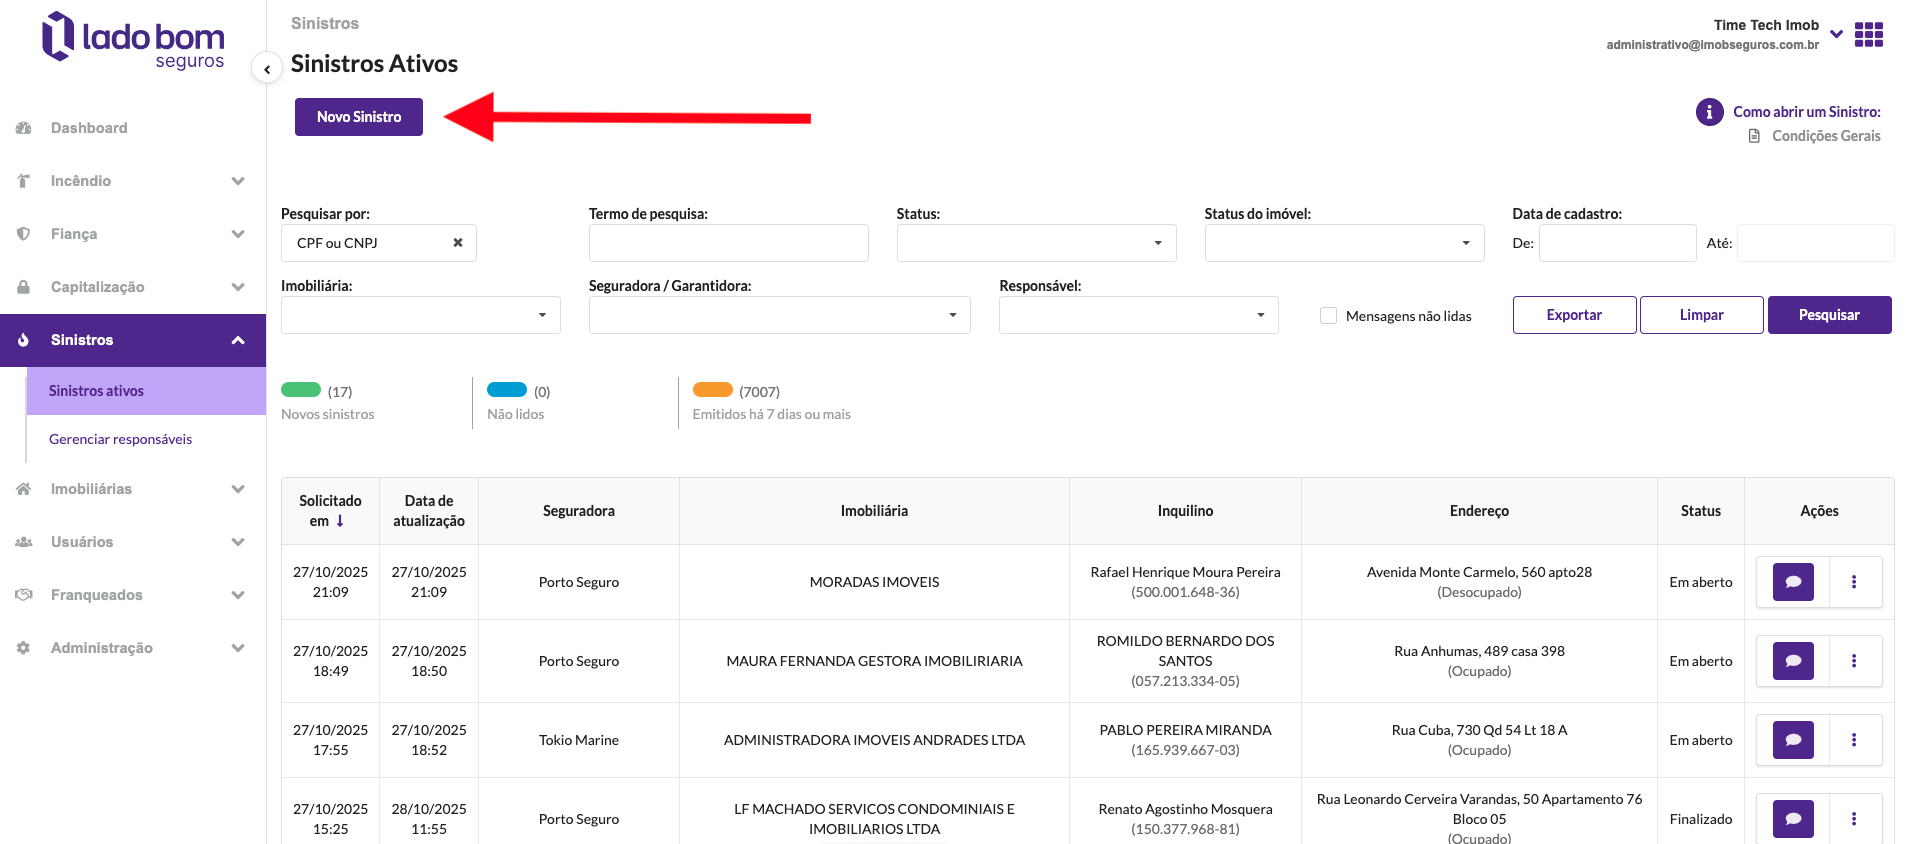 lado bom
seguros
Dashboard
Incêndio
Fiança
Capitalização
Sinistros
Sinistros ativos
Gerenciar responsáveis
Imobiliárias
Usuários
Franqueados
Administração
Sinistros
Time Tech Imob
administrativo@imobseguros.com.br
Sinistros Ativos
Novo Sinistro
Como abrir um Sinistro:
Condições Gerais
Pesquisar por:
CPF ou CNPJ
Termo de pesquisa:
Status:
Status do imóvel:
Data de cadastro:
De:
Até:
Imobiliária:
Seguradora / Garantidora:
Responsável:
Mensagens não lidas
Exportar
Limpar
Pesquisar
(17)
Novos sinistros
(0)
Não lidos
(7007)
Emitidos há 7 dias ou mais
Solicitado
em
Data de
atualização
Seguradora
Imobiliária
Inquilino
Endereço
Status
Ações
27/10/2025
21:09
27/10/2025
21:09
Porto Seguro
MORADAS IMOVEIS
Rafael Henrique Moura Pereira
(500.001.648-36)
Avenida Monte Carmelo, 560 apto28
(Desocupado)
Em aberto
27/10/2025
18:49
27/10/2025
18:50
Porto Seguro
MAURA FERNANDA GESTORA IMOBILIRIARIA
ROMILDO BERNARDO DOS
SANTOS
(057.213.334-05)
Rua Anhumas, 489 casa 398
(Ocupado)
Em aberto
27/10/2025
17:55
27/10/2025
18:52
Tokio Marine
ADMINISTRADORA IMOVEIS ANDRADES LTDA
PABLO PEREIRA MIRANDA
(165.939.667-03)
Rua Cuba, 730 Qd 54 Lt 18 A
(Ocupado)
Em aberto
27/10/2025
15:25
28/10/2025
11:55
Porto Seguro
LF MACHADO SERVICOS CONDOMINIAIS E
IMOBILIARIOS LTDA
Renato Agostinho Mosquera
(150.377.968-81)
Rua Leonardo Cerveira Varandas, 50 Apartamento 76
Bloco 05
(Ocupado)
Finalizado